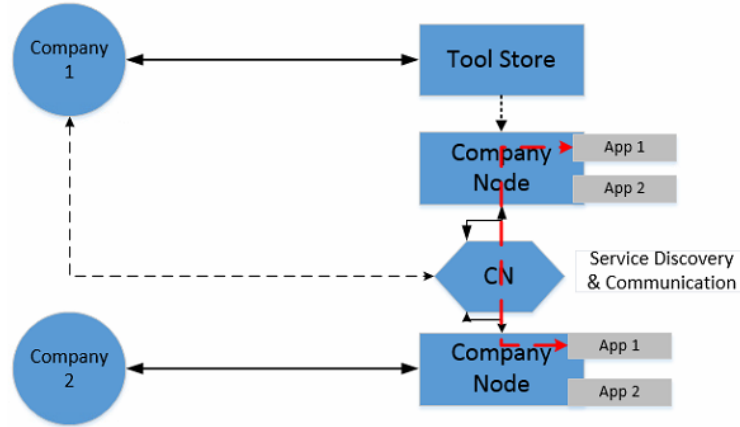 Company
1
Tool Store
Company
Node
App 1
App 2
CN
Service Discovery
& Communication
Company
2
Company
Node
App 1
App 2